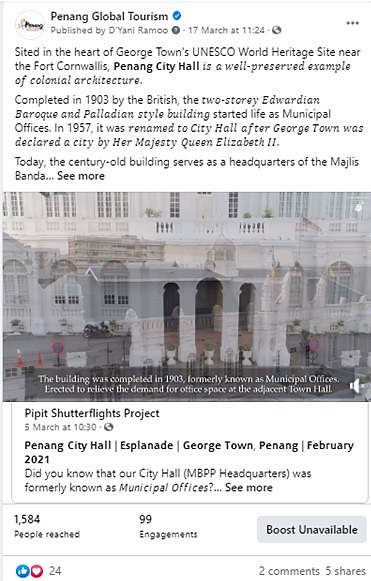 Penang Global Tourism
Published by D'Yani Ramoo · 17 March at 11:24 ·
Sited in the heart of George Town's UNESCO World Heritage Site near
the Fort Cornwallis, Penang City Hall is a well-preserved example
of colonial architecture.
Completed in 1903 by the British, the two-storey Edwardian
Baroque and Palladian style building started life as Municipal
Offices. In 1957, it was renamed to City Hall after George Town was
declared a city by Her Majesty Queen Elizabeth II.
Today, the century-old building serves as a headquarters of the Majlis
Banda... See more
The building was completed in 1903, formerly known as Municipal Offices.
Erected to relieve the demand for office space at the adjacent Town Hall.
Pipit Shutterflights Project
5 March at 10:30 ·
Penang City Hall | Esplanade | George Town, Penang | February
2021
Did you know that our City Hall (MBPP Headquarters) was
formerly known as Municipal Offices?... See more
1,584
99
People reached
Engagements
Boost Unavailable
24
2 comments 5 shares